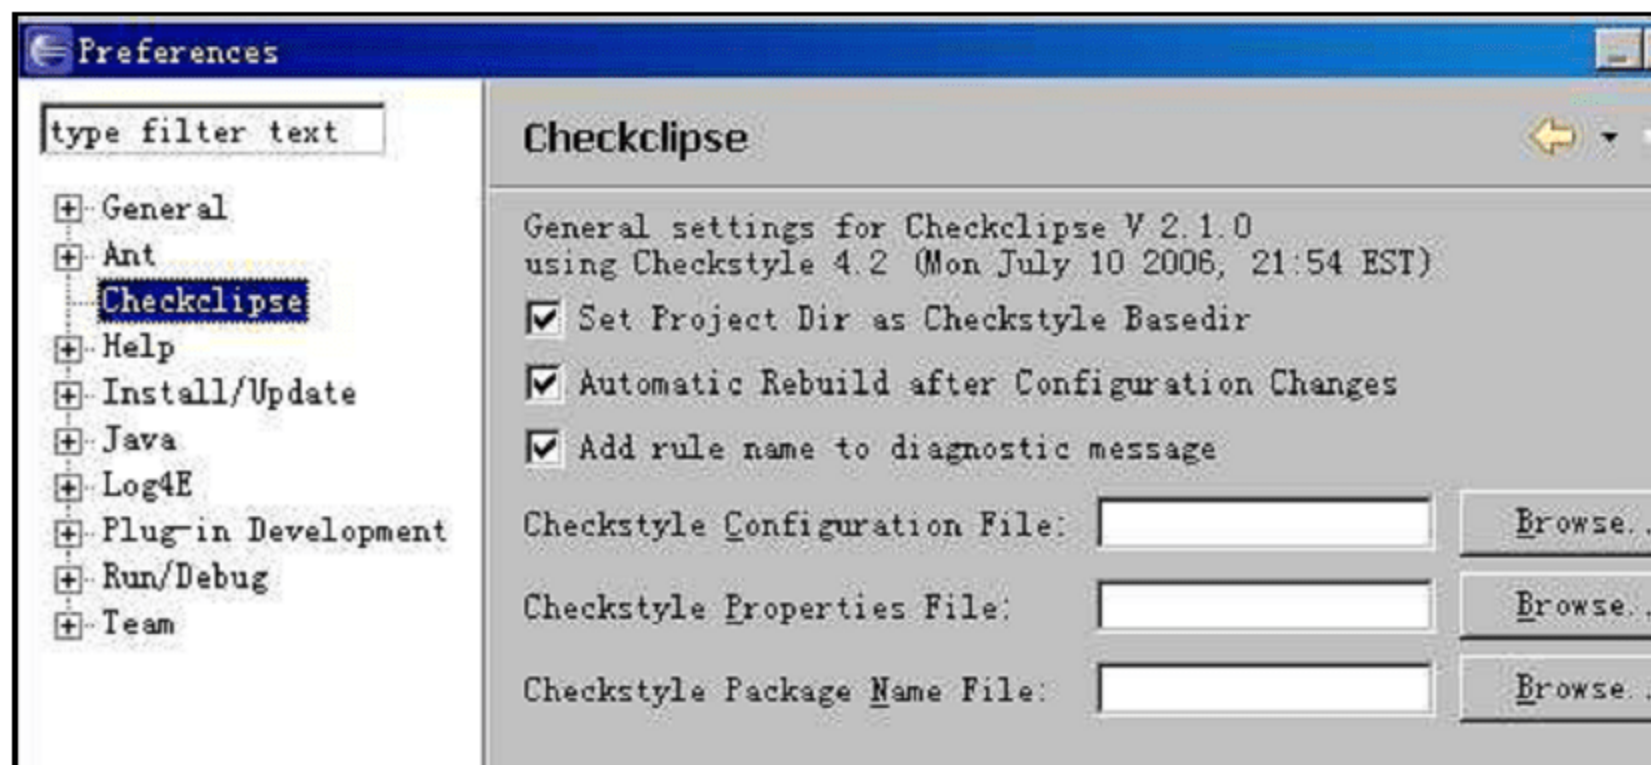 Preferences
type filter text
General
Ant
Checkclipse
Help
Install/Update
Java
Log4E
Plug-in Development
Run/Debug
Team
Checkclipse
General settings for Checkclipse V 2.1.0
using Checkstyle 4.2 (Mon July 10 2006, 21:54 EST)
Set Project Dir as Checkstyle Basedir
Automatic Rebuild after Configuration Changes
Add rule name to diagnostic message
Checkstyle Configuration File: Browse..
Checkstyle Properties File: Browse..
Checkstyle Package Name File: Browse..